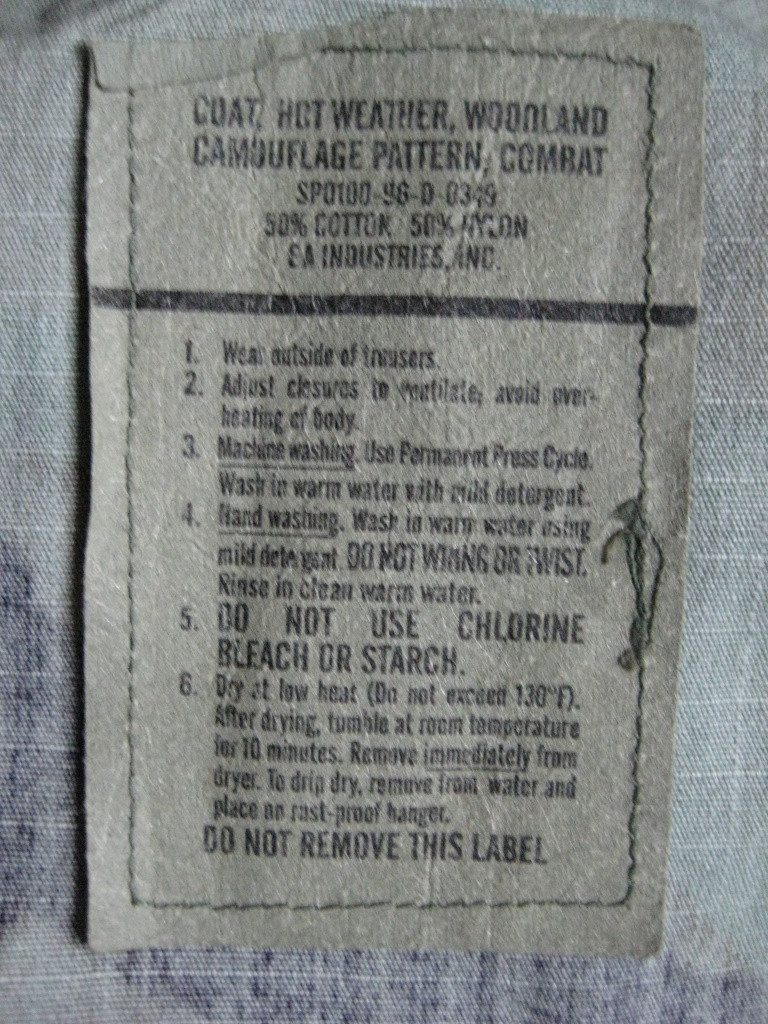 COAT, HOT WEATHER, WOODLAND
CAMOUFLAGE PATTERN, COMBAT
SP0100-96-D-0349
50% COTTON 50% NYLON
EA INDUSTRIES, INC.
1. Wear outside of trousers.
2. Adjust closures to ventilate, avoid over-
heating of body.
3. Machine washing. Use Permanent Press Cycle.
Wash in warm water with mild detergent.
4. Hand washing. Wash in warm water using
mild detergent. DO NOT WRING OR TWIST.
Rinse in clean warm water.
5. DO NOT USE CHLORINE
BLEACH OR STARCH.
6. Dry at low heat (Do not exceed 130°F).
After drying, tumble at room temperature
for 10 minutes. Remove immediately from
dryer. To drip dry, remove from water and
place on rust-proof hanger.
DO NOT REMOVE THIS LABEL